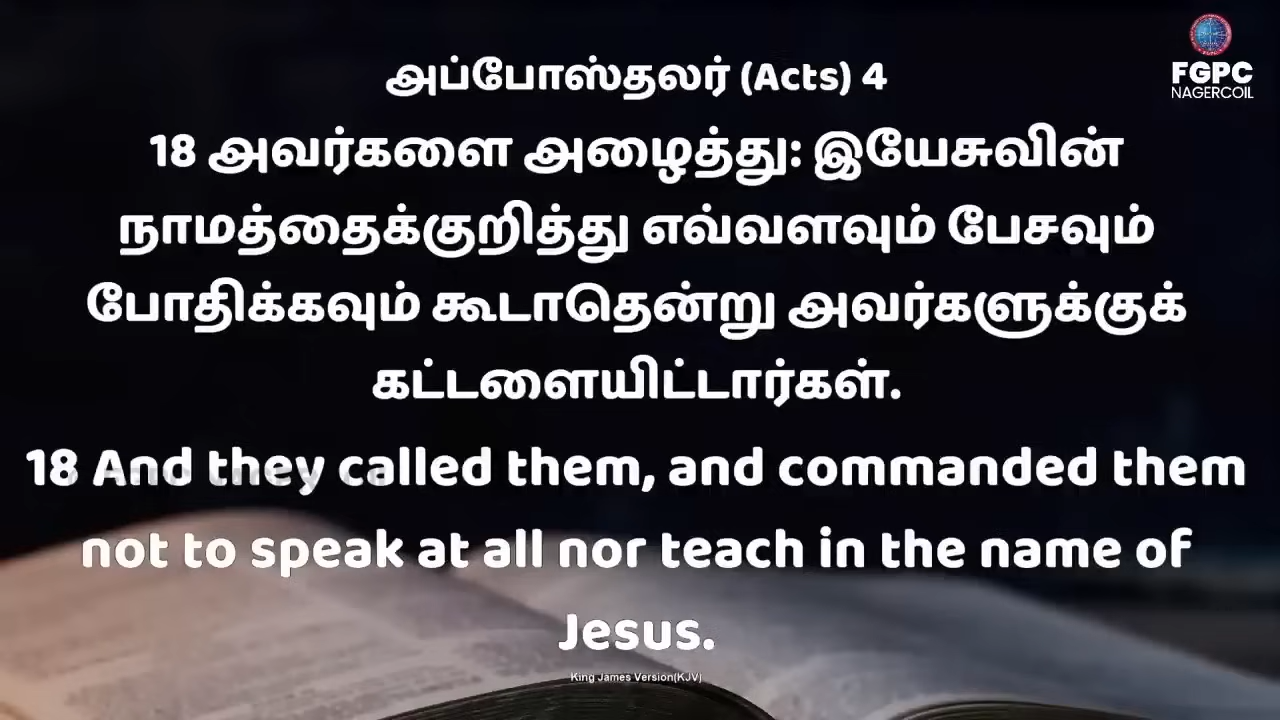 அப்போஸ்தலர் (Acts) 4
FGPC
NAGERCOIL
18 அவர்களை அழைத்து: இயேசுவின்
நாமத்தைக்குறித்து எவ்வளவும் பேசவும்
போதிக்கவும் கூடாதென்று அவர்களுக்குக்
கட்டளையிட்டார்கள்.
18 And they called them, and commanded them
not to speak at all nor teach in the name of
Jesus.
King James Version(KJV)